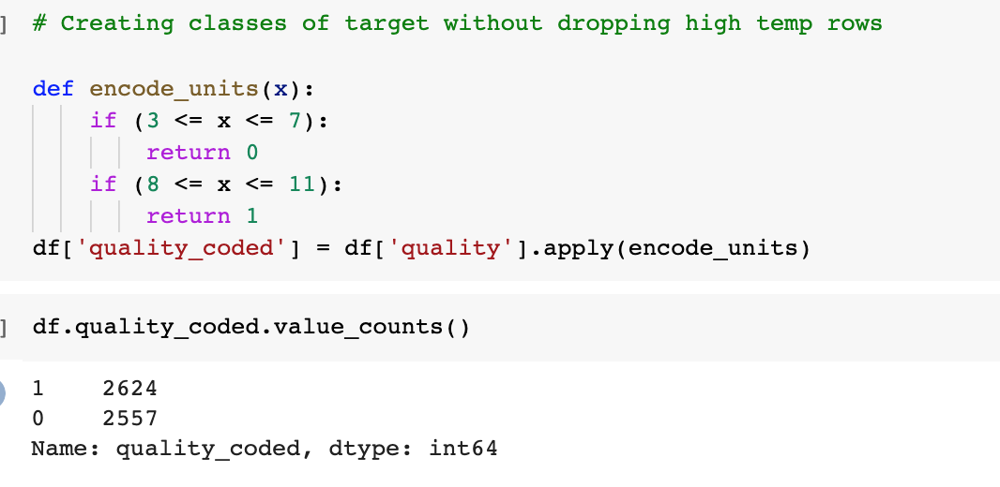 ] # Creating classes of target without dropping high temp rows
def encode_units(x):
if (3 <= x <= 7):
return 0
if (8 <= x <= 11):
return 1
df['quality_coded'] = df['quality'].apply(encode_units)
] df.quality_coded.value_counts()
1 2624
0 2557
Name: quality_coded, dtype: int64